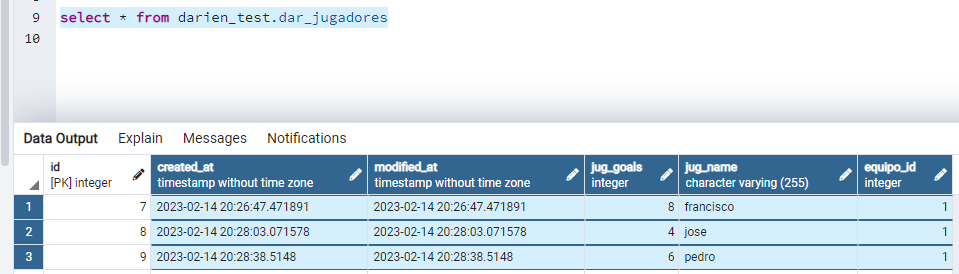 9 select * from darien_test.dar_jugadores
10
Data Output Explain Messages Notifications
id created_at modified_at jug_goals jug_name equipo_id
[PK] integer timestamp without time zone timestamp without time zone integer character varying (255) integer
1 7 2023-02-14 20:26:47.471891 2023-02-14 20:26:47.471891 8 francisco 1
2 8 2023-02-14 20:28:03.071578 2023-02-14 20:28:03.071578 4 jose 1
3 9 2023-02-14 20:28:38.5148 2023-02-14 20:28:38.5148 6 pedro 1